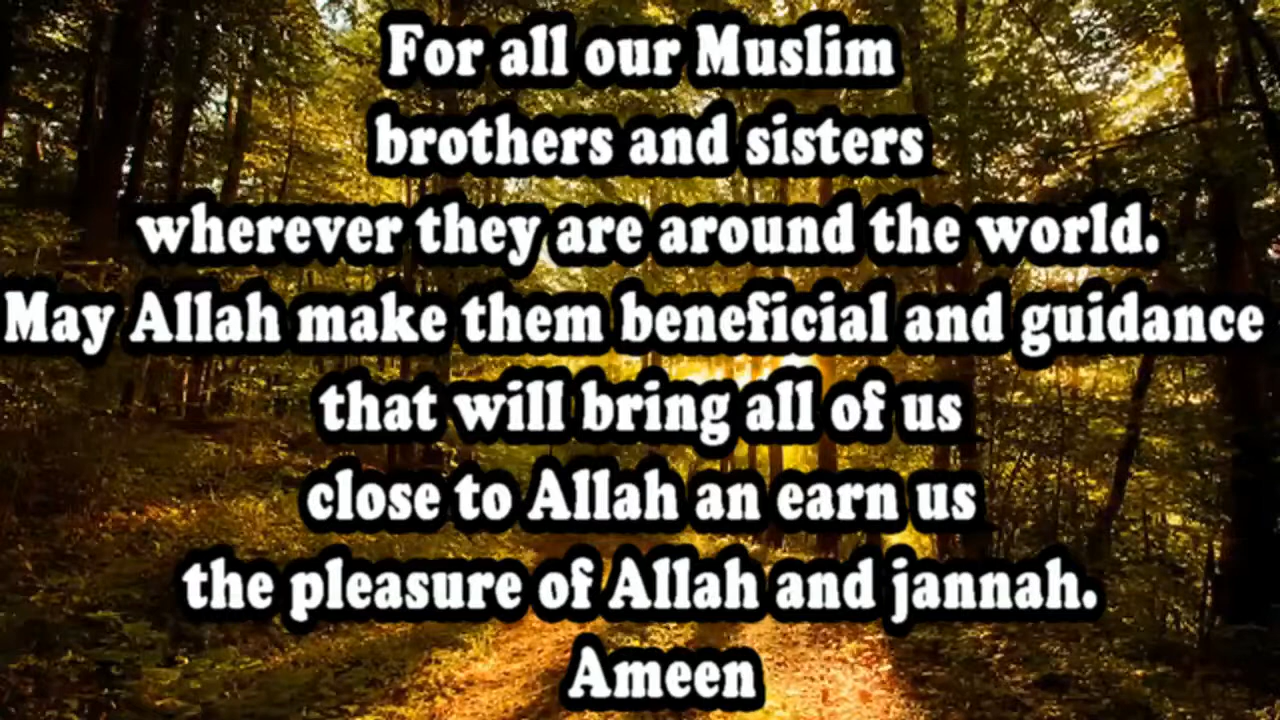 For all our Muslim
brothers and sisters
wherever they are around the world.
May Allah make them beneficial and guidance
that will bring all of us
close to Allah an earn us
the pleasure of Allah and jannah.
Ameen